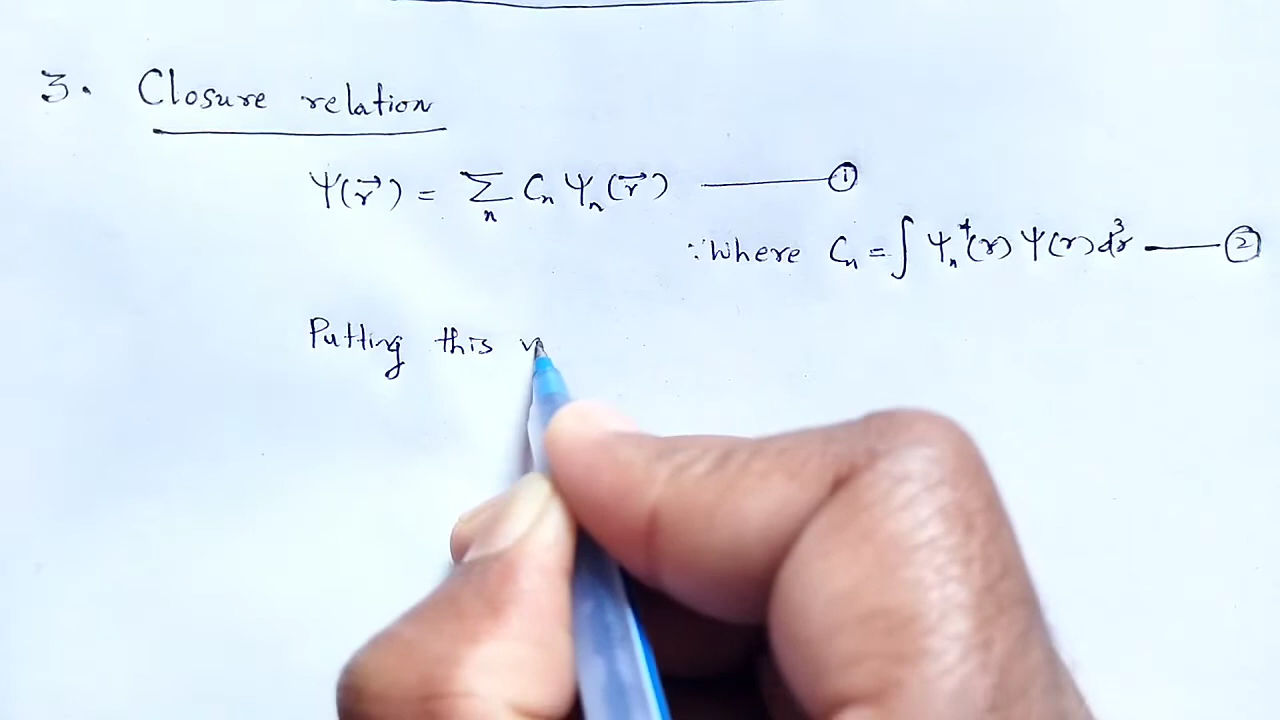 3. Closure relation
Ψ(r⃗) = Σₙ Cₙ Ψₙ(r⃗) —— ①
∵ Where Cₙ = ∫ Ψₙ⁺(r) Ψ(r) d³r —— ②
Putting this